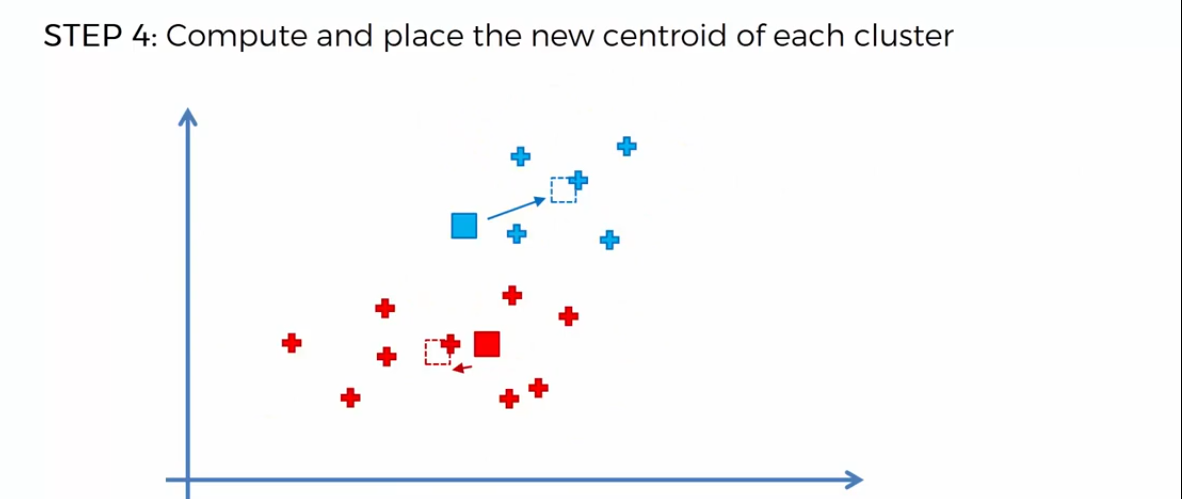 STEP 4: Compute and place the new centroid of each cluster